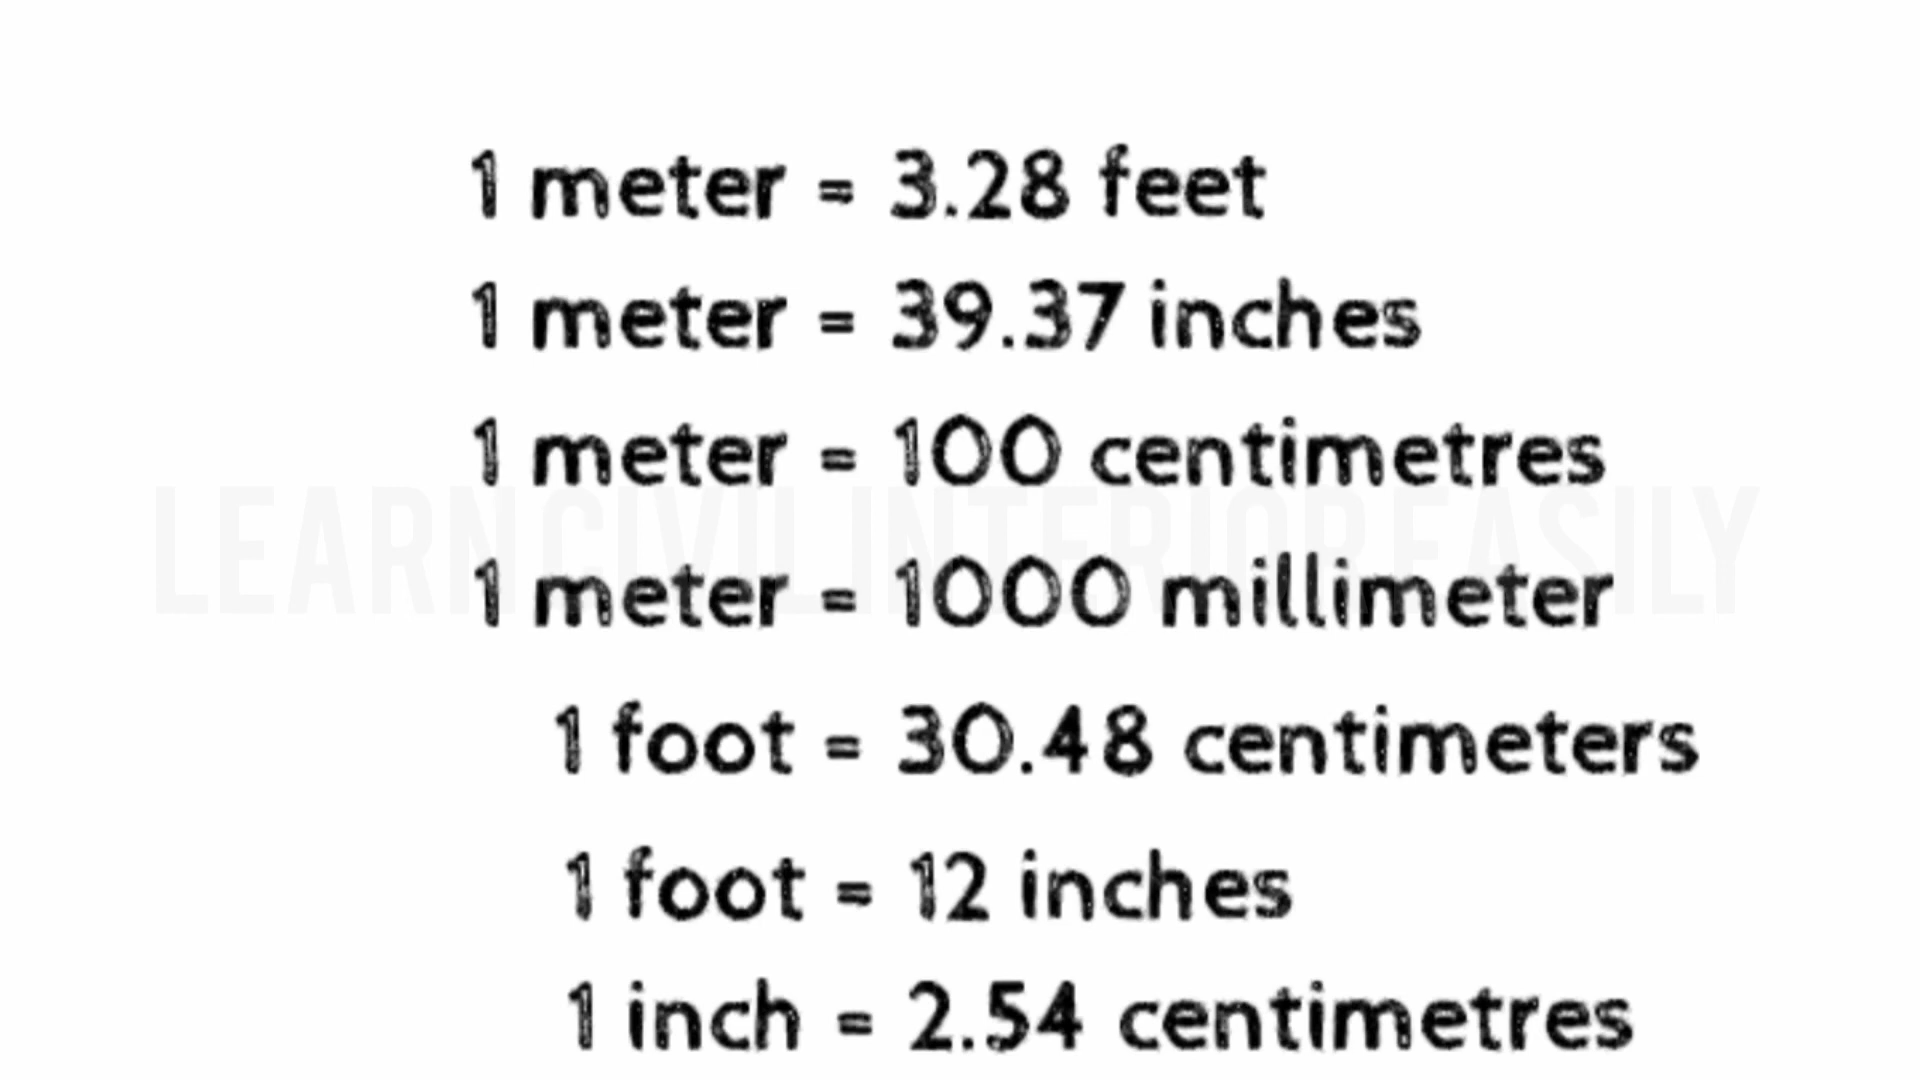 1 meter = 3.28 feet
1 meter = 39.37 inches
1 meter = 100 centimetres
LEARN CIVIL INTERIOR EASILY
1 meter = 1000 millimeter
1 foot = 30.48 centimeters
1 foot = 12 inches
1 inch = 2.54 centimetres